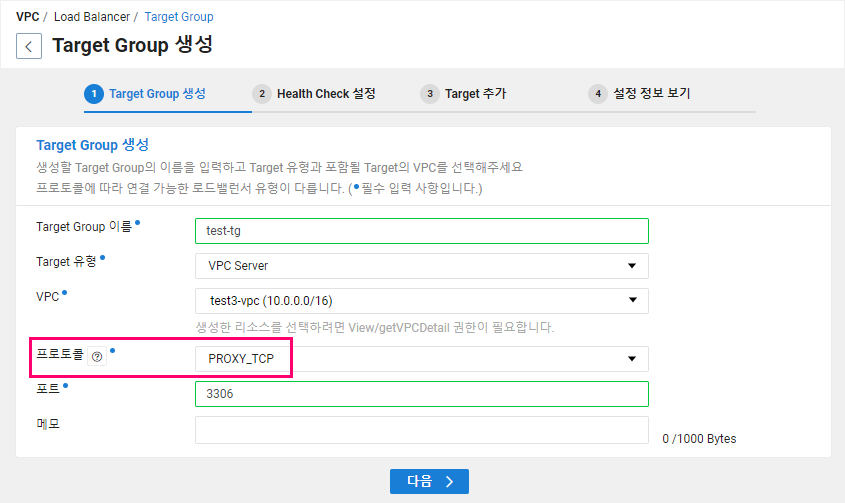 VPC / Load Balancer / Target Group
< Target Group 생성
1 Target Group 생성 2 Health Check 설정 3 Target 추가 4 설정 정보 보기
Target Group 생성
생성할 Target Group의 이름을 입력하고 Target 유형과 포함될 Target의 VPC를 선택해주세요
프로토콜에 따라 연결 가능한 로드밸런서 유형이 다릅니다. (•필수 입력 사항입니다.)
Target Group 이름• test-tg
Target 유형• VPC Server
VPC• test3-vpc (10.0.0.0/16)
생성한 리소스를 선택하려면 View/getVPCDetail 권한이 필요합니다.
프로토콜 ?• PROXY_TCP
포트• 3306
메모
0 /1000 Bytes
다음 >